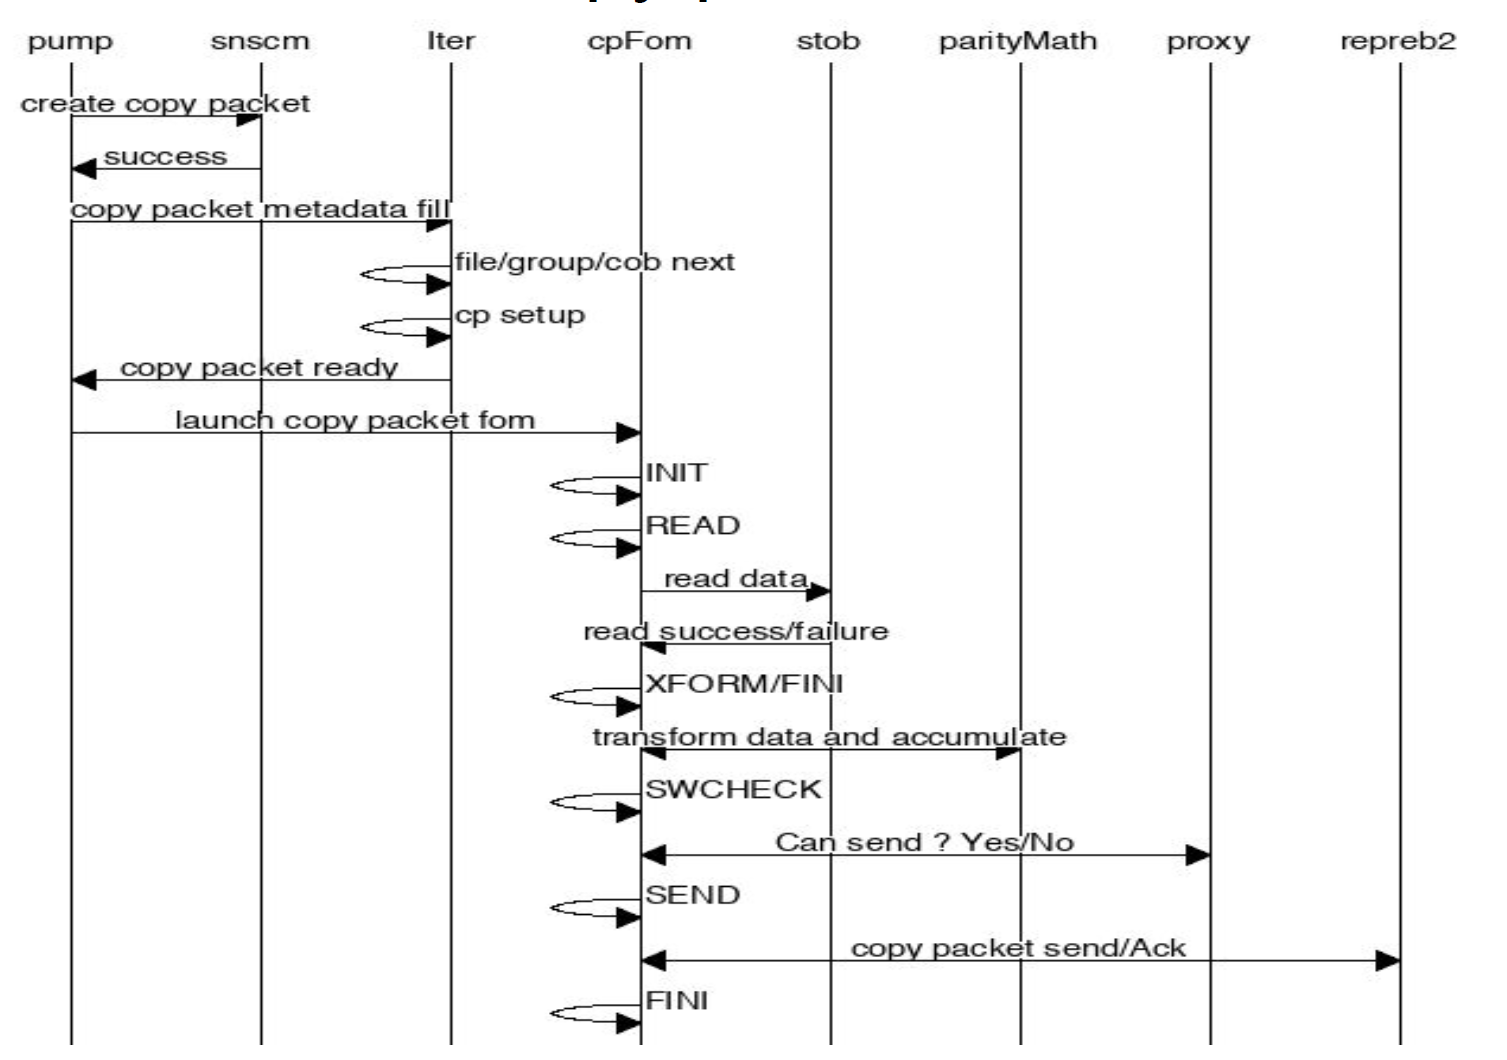 pump snscm Iter cpFom stob parityMath proxy repreb2
create copy packet
success
copy packet metadata fill
file/group/cob next
cp setup
copy packet ready
launch copy packet fom
INIT
READ
read data
read success/failure
XFORM/FINI
transform data and accumulate
SWCHECK
Can send ? Yes/No
SEND
copy packet send/Ack
FINI